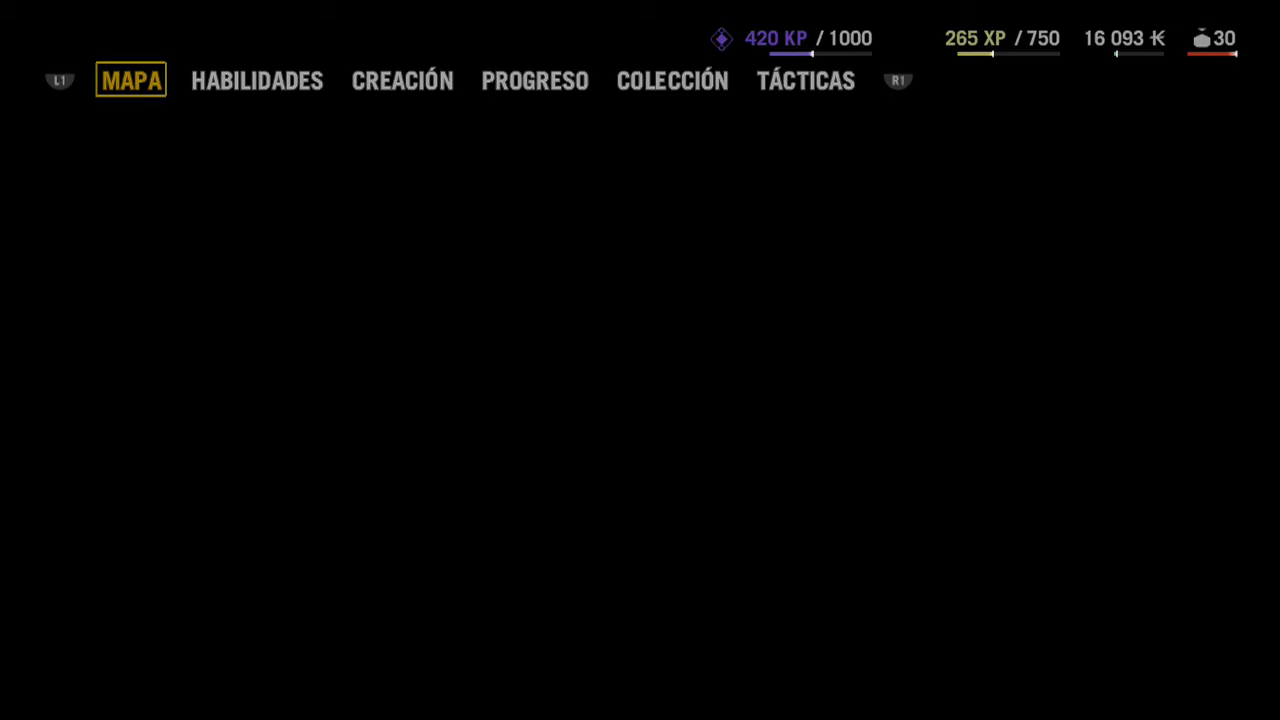 420 KP / 1000 265 XP / 750 16 093 K 30
L1 MAPA HABILIDADES CREACIÓN PROGRESO COLECCIÓN TÁCTICAS R1